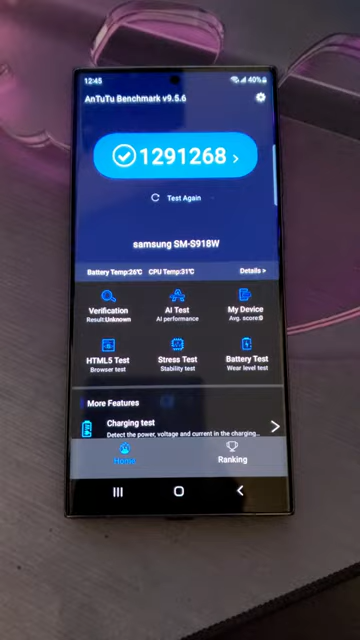 12:45 40%
AnTuTu Benchmark v9.5.6
1291268 >
Test Again
samsung SM-S918W
Battery Temp:26℃ CPU Temp:31℃ Details >
Verification AI Test My Device
Result:Unknown AI performance Avg. score:0
HTML5 Test Stress Test Battery Test
Browser test Stability test Wear level test
More Features
Charging test
Detect the power, voltage and current in the charging...
Home Ranking